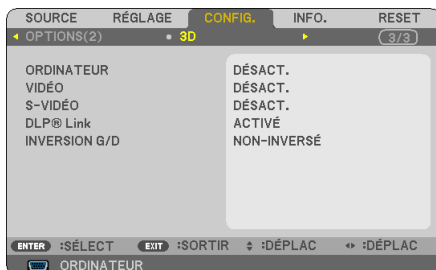 SOURCE RÉGLAGE CONFIG. INFO. RESET
OPTIONS(2) 3D 3/3
ORDINATEUR DÉSACT.
VIDÉO DÉSACT.
S-VIDÉO DÉSACT.
DLP® Link ACTIVÉ
INVERSION G/D NON-INVERSÉ
ENTER :SÉLECT EXIT :SORTIR :DÉPLAC :DÉPLAC
ORDINATEUR